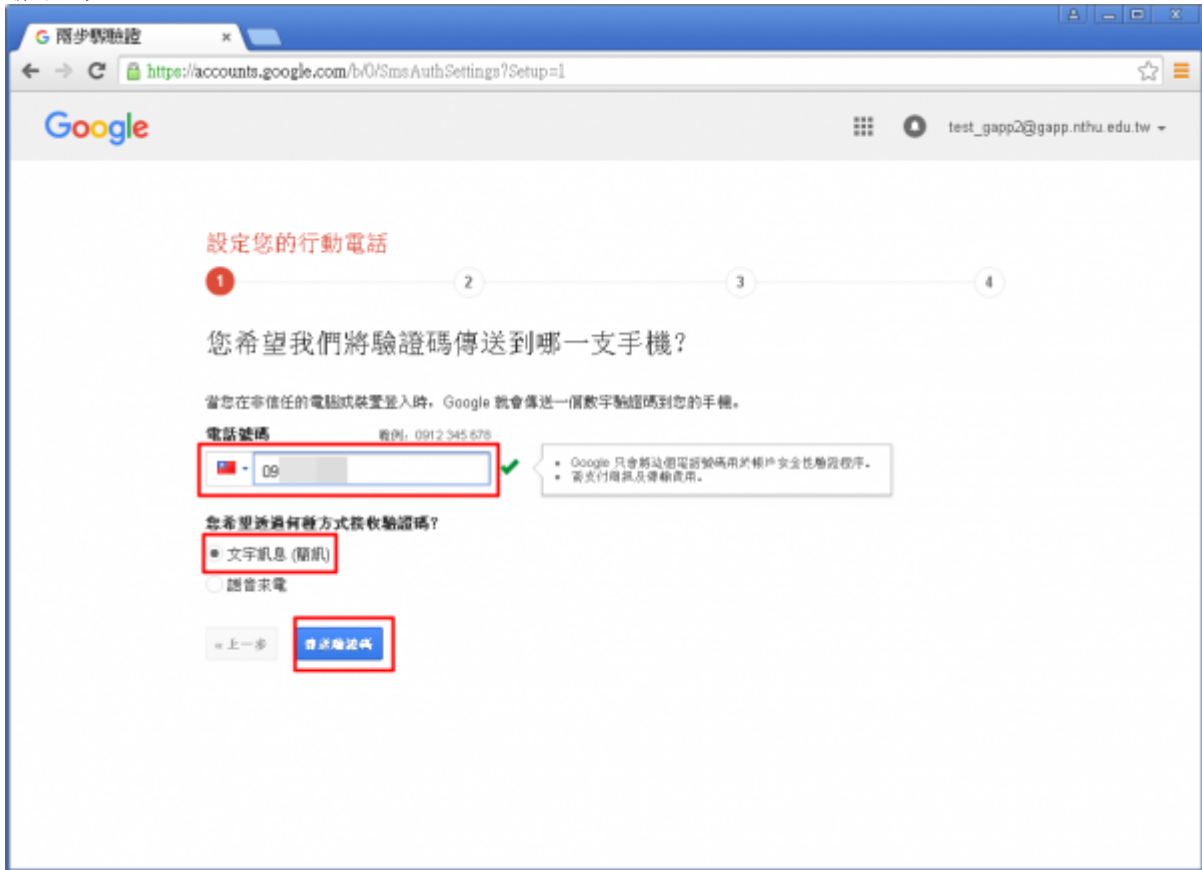 兩步驟驗證
https://accounts.google.com/b/0/SmsAuthSettings?Setup=1
Google
test_gapp2@gapp.nthu.edu.tw
設定您的行動電話
1 2 3 4
您希望我們將驗證碼傳送到哪一支手機?
當您在非信任的電腦或裝置登入時，Google 就會傳送一個數字驗證碼到您的手機。
電話號碼 範例: 0912 345 678
09
Google 只會將這個電話號碼用於帳戶安全性驗證程序。
需支付簡訊及傳輸費用。
您希望透過何種方式接收驗證碼?
文字訊息 (簡訊)
語音來電
« 上一步 傳送驗證碼